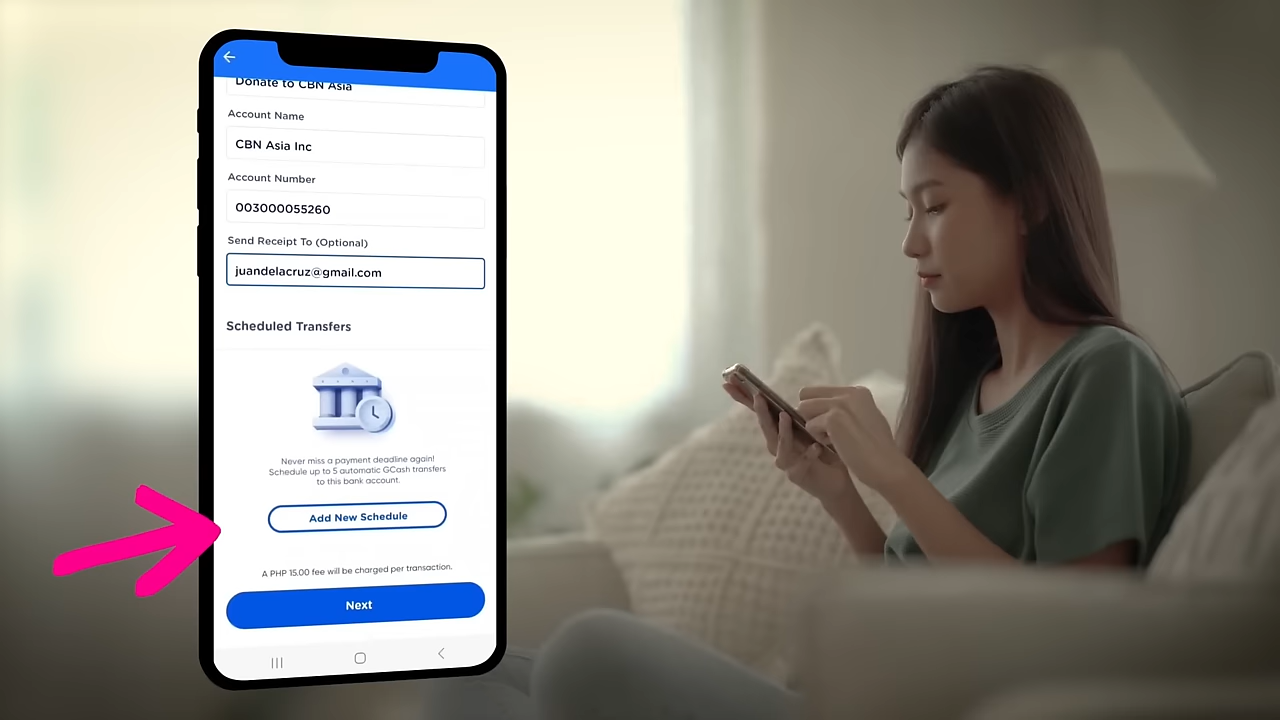 Donate to CBN Asia
Account Name
CBN Asia Inc
Account Number
003000055260
Send Receipt To (Optional)
juandelacruz@gmail.com
Scheduled Transfers
Never miss a payment deadline again!
Schedule up to 5 automatic GCash transfers
to this bank account.
Add New Schedule
A PHP 15.00 fee will be charged per transaction.
Next